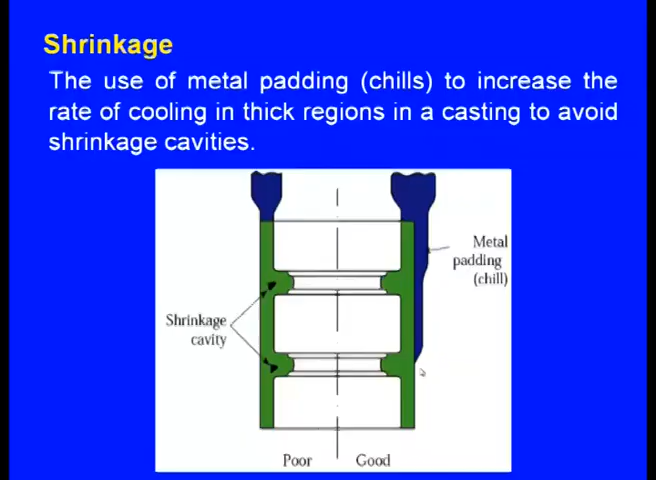 Shrinkage
The use of metal padding (chills) to increase the
rate of cooling in thick regions in a casting to avoid
shrinkage cavities.
Metal
padding
(chill)
Shrinkage
cavity
Poor
Good